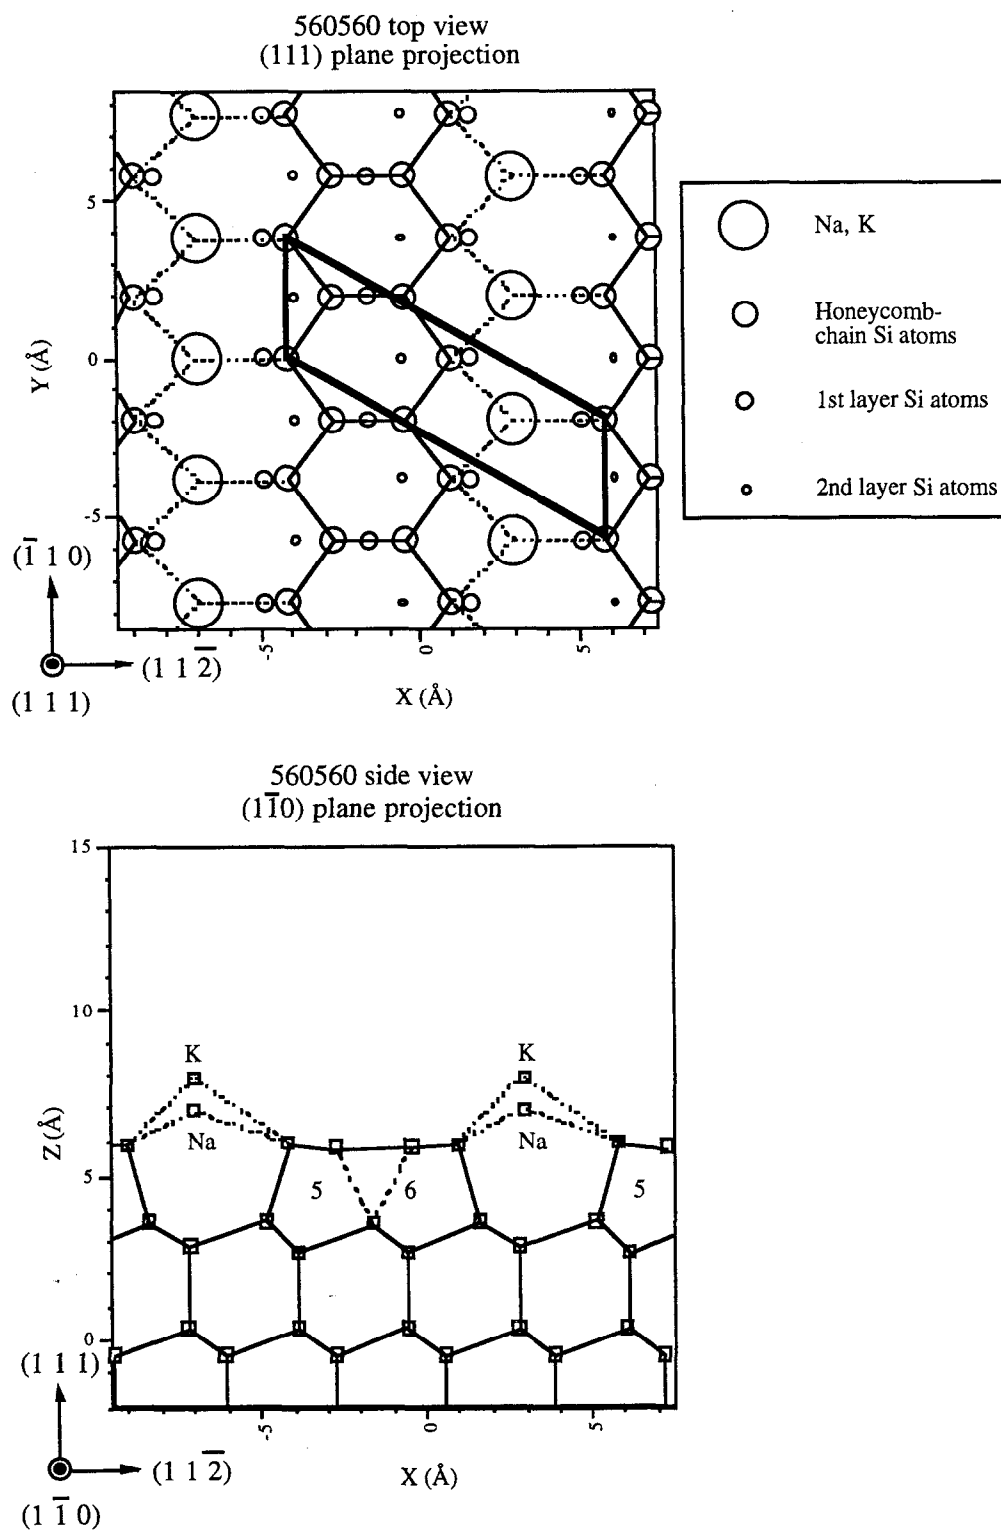 560560 top view
(111) plane projection
5
0
-5
Y (Å)
-5
0
5
X (Å)
(1̅ 1 0)
(1 1 2̅)
(1 1 1)
Na, K
Honeycomb-
chain Si atoms
1st layer Si atoms
2nd layer Si atoms
560560 side view
(11̅0) plane projection
15
10
5
0
Z (Å)
K
Na
K
Na
5
6
5
-5
0
5
X (Å)
(1 1 1)
(1 1 2̅)
(1 1̅ 0)